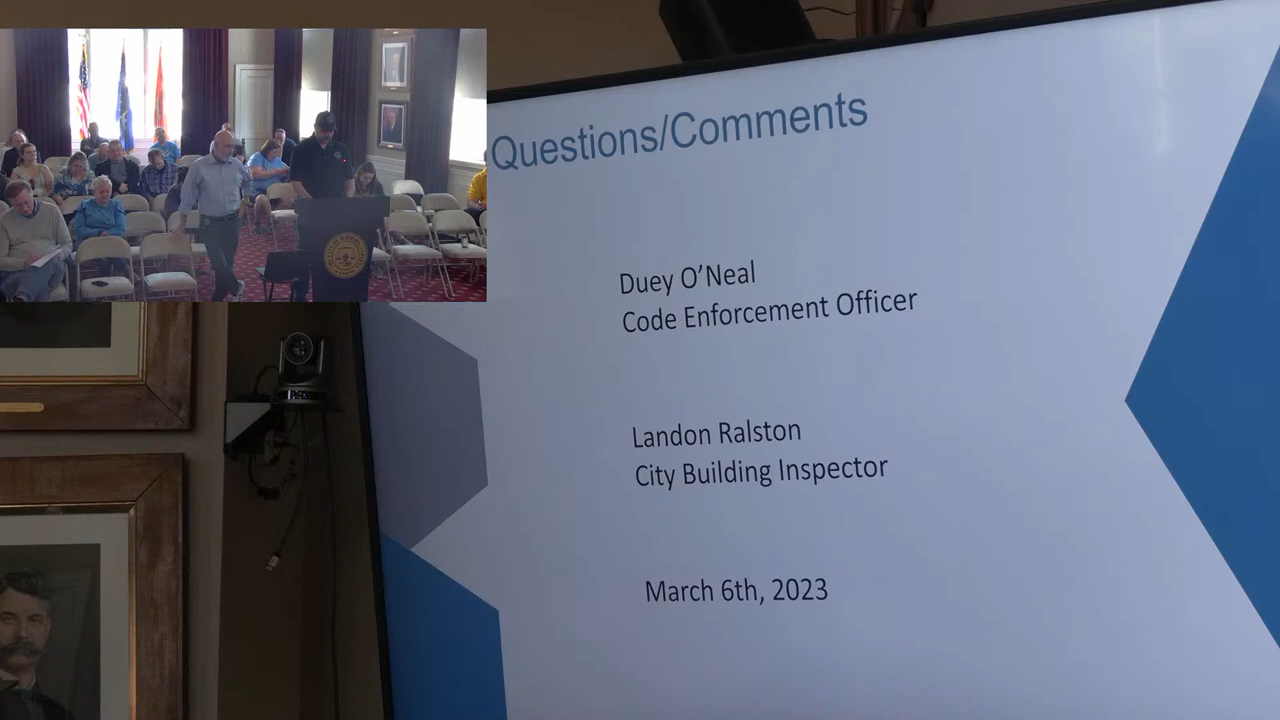 Questions/Comments
Duey O'Neal
Code Enforcement Officer
Landon Ralston
City Building Inspector
March 6th, 2023